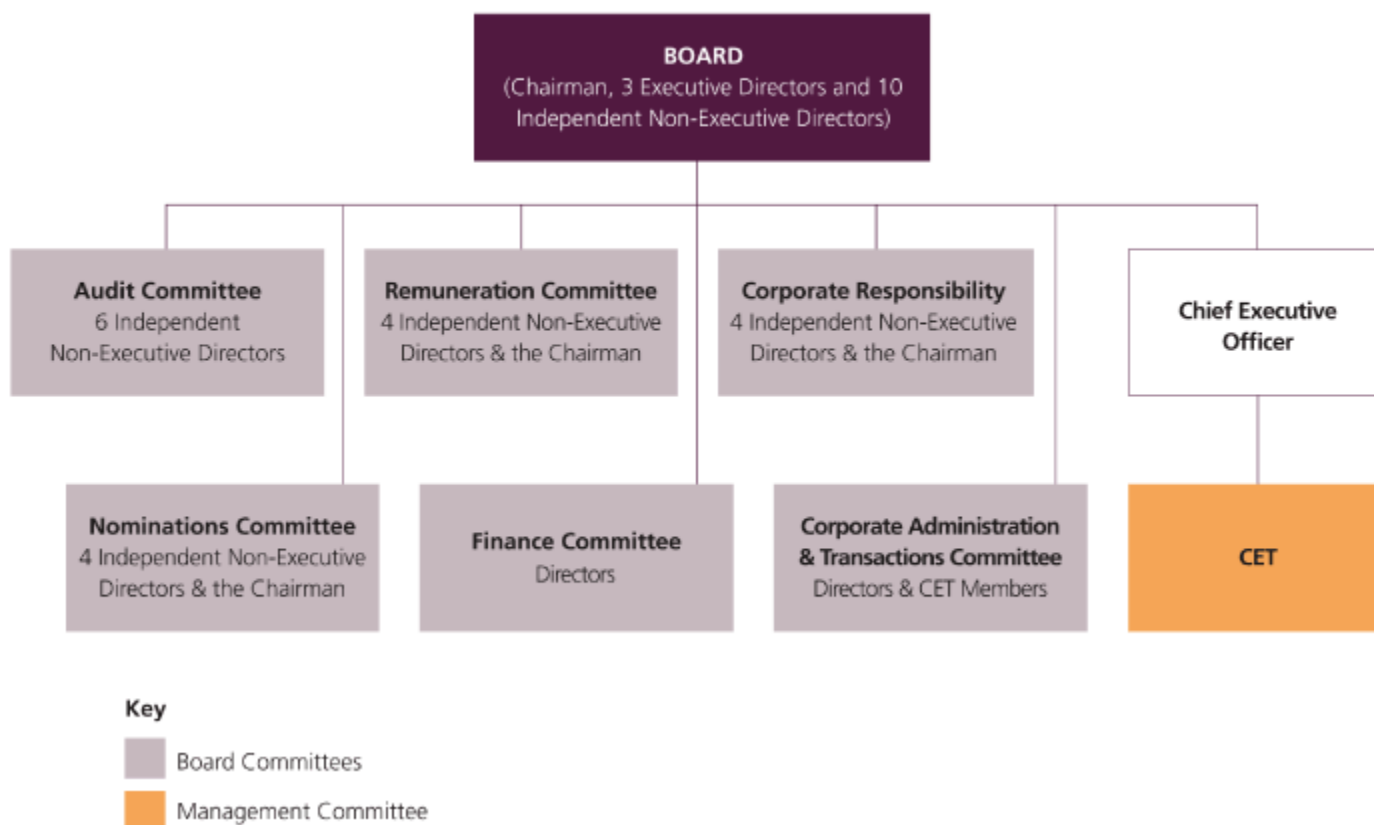 BOARD
(Chairman, 3 Executive Directors and 10
Independent Non-Executive Directors)
Audit Committee
6 Independent
Non-Executive Directors
Remuneration Committee
4 Independent Non-Executive
Directors & the Chairman
Corporate Responsibility
4 Independent Non-Executive
Directors & the Chairman
Chief Executive
Officer
Nominations Committee
4 Independent Non-Executive
Directors & the Chairman
Finance Committee
Directors
Corporate Administration
& Transactions Committee
Directors & CET Members
CET
Key
Board Committees
Management Committee